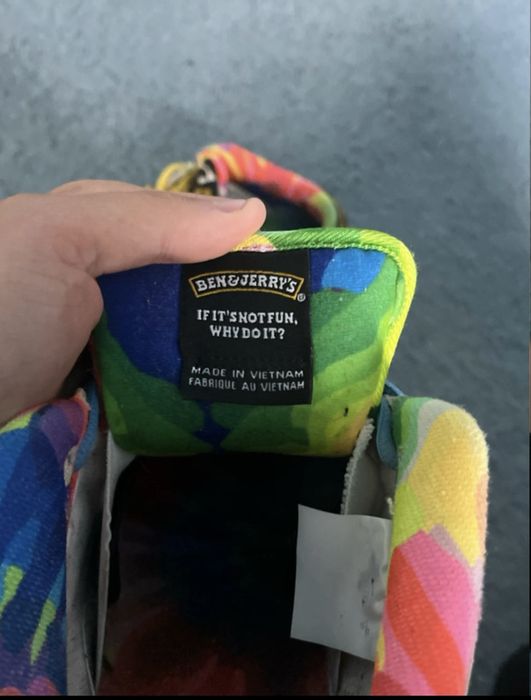 BEN&JERRY'S®
IF IT'S NOT FUN,
WHY DO IT?
MADE IN VIETNAM
FABRIQUE AU VIETNAM